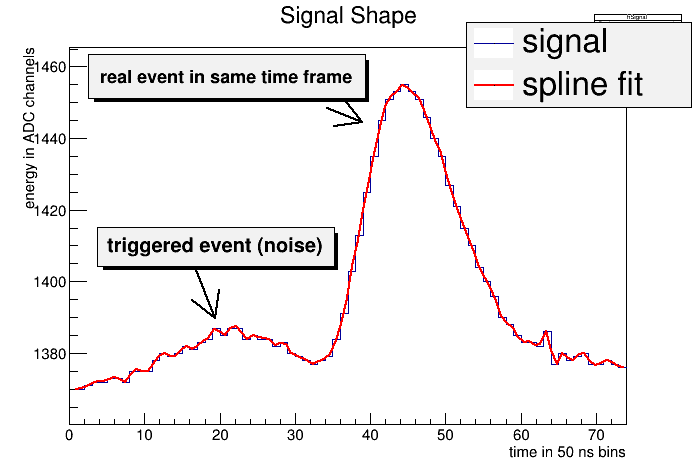 Signal Shape
hSignal
signal
spline fit
energy in ADC channels
1460
1440
1420
1400
1380
real event in same time frame
triggered event (noise)
0
10
20
30
40
50
60
70
time in 50 ns bins